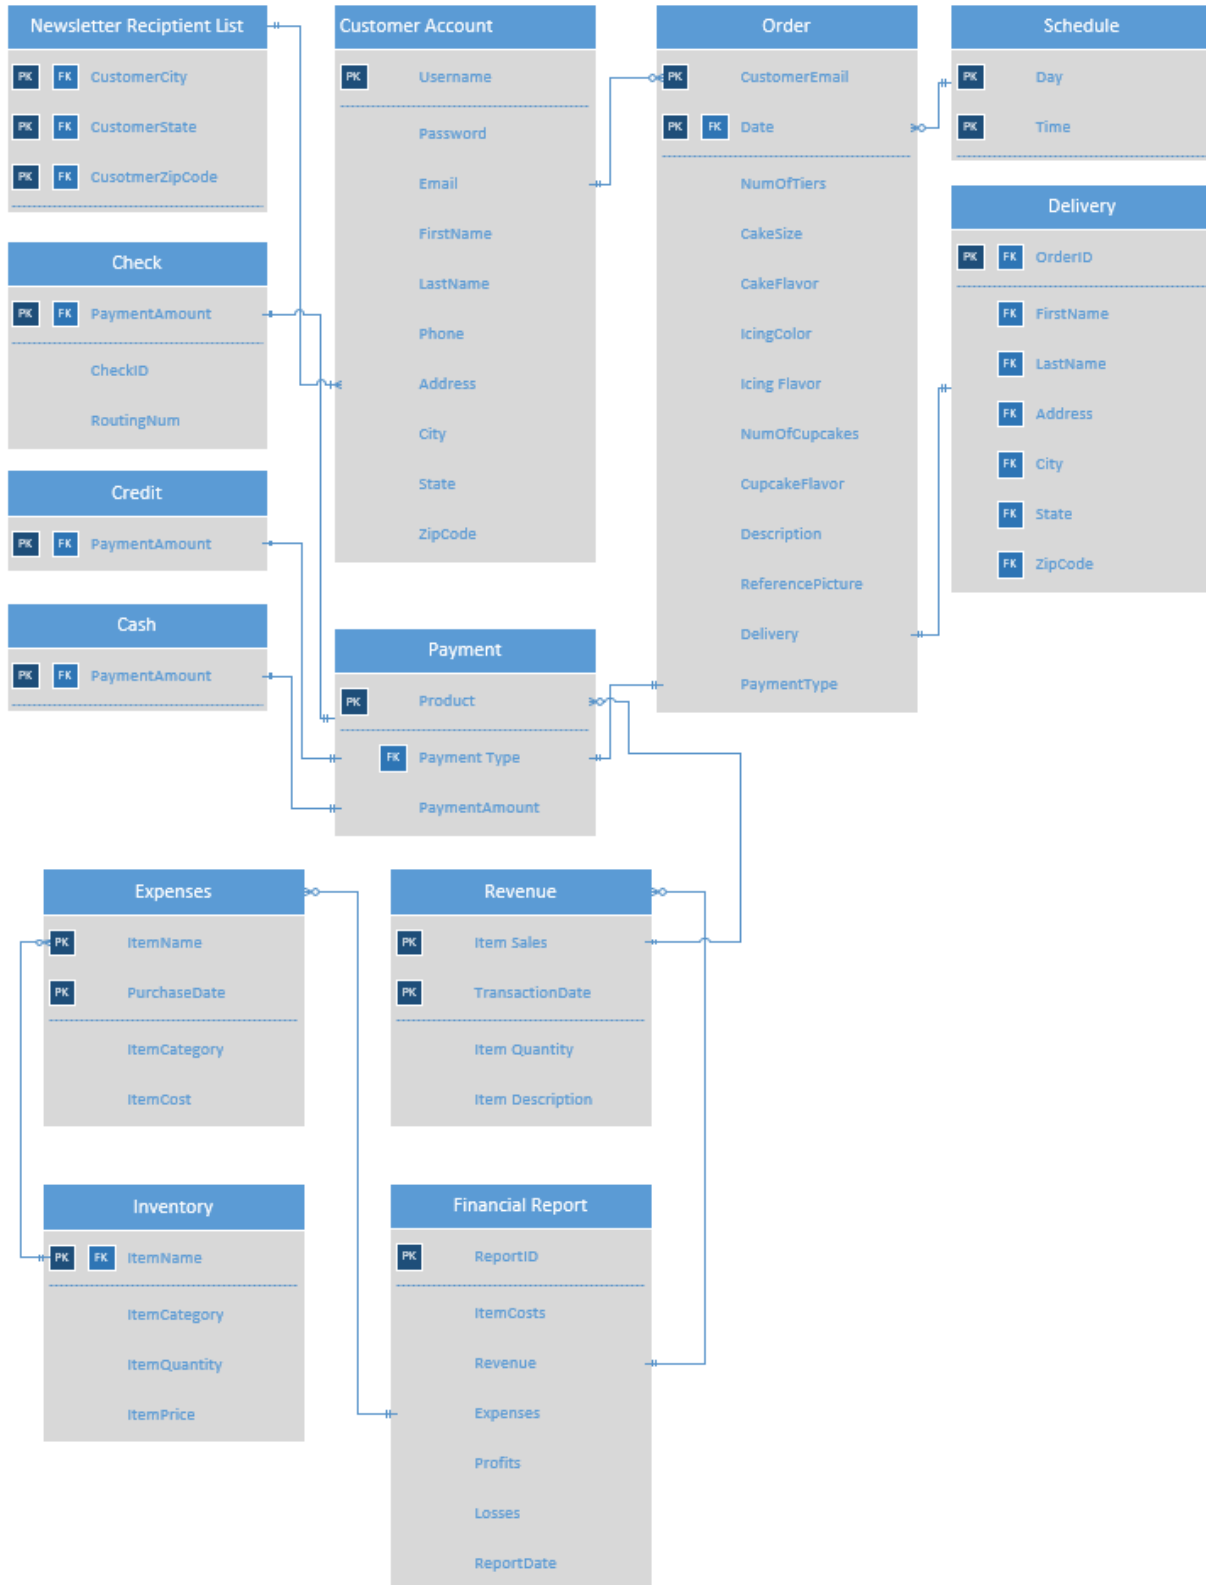 Newsletter Reciptient List
PK FK CustomerCity
PK FK CustomerState
PK FK CusotmerZipCode
Check
PK FK PaymentAmount
CheckID
RoutingNum
Credit
PK FK PaymentAmount
Cash
PK FK PaymentAmount
Customer Account
PK Username
Password
Email
FirstName
LastName
Phone
Address
City
State
ZipCode
Payment
PK Product
FK Payment Type
PaymentAmount
Order
PK CustomerEmail
PK FK Date
NumOfTiers
CakeSize
CakeFlavor
IcingColor
Icing Flavor
NumOfCupcakes
CupcakeFlavor
Description
ReferencePicture
Delivery
PaymentType
Schedule
PK Day
PK Time
Delivery
PK FK OrderID
FK FirstName
FK LastName
FK Address
FK City
FK State
FK ZipCode
Expenses
PK ItemName
PK PurchaseDate
ItemCategory
ItemCost
Revenue
PK Item Sales
PK TransactionDate
Item Quantity
Item Description
Inventory
PK FK ItemName
ItemCategory
ItemQuantity
ItemPrice
Financial Report
PK ReportID
ItemCosts
Revenue
Expenses
Profits
Losses
ReportDate